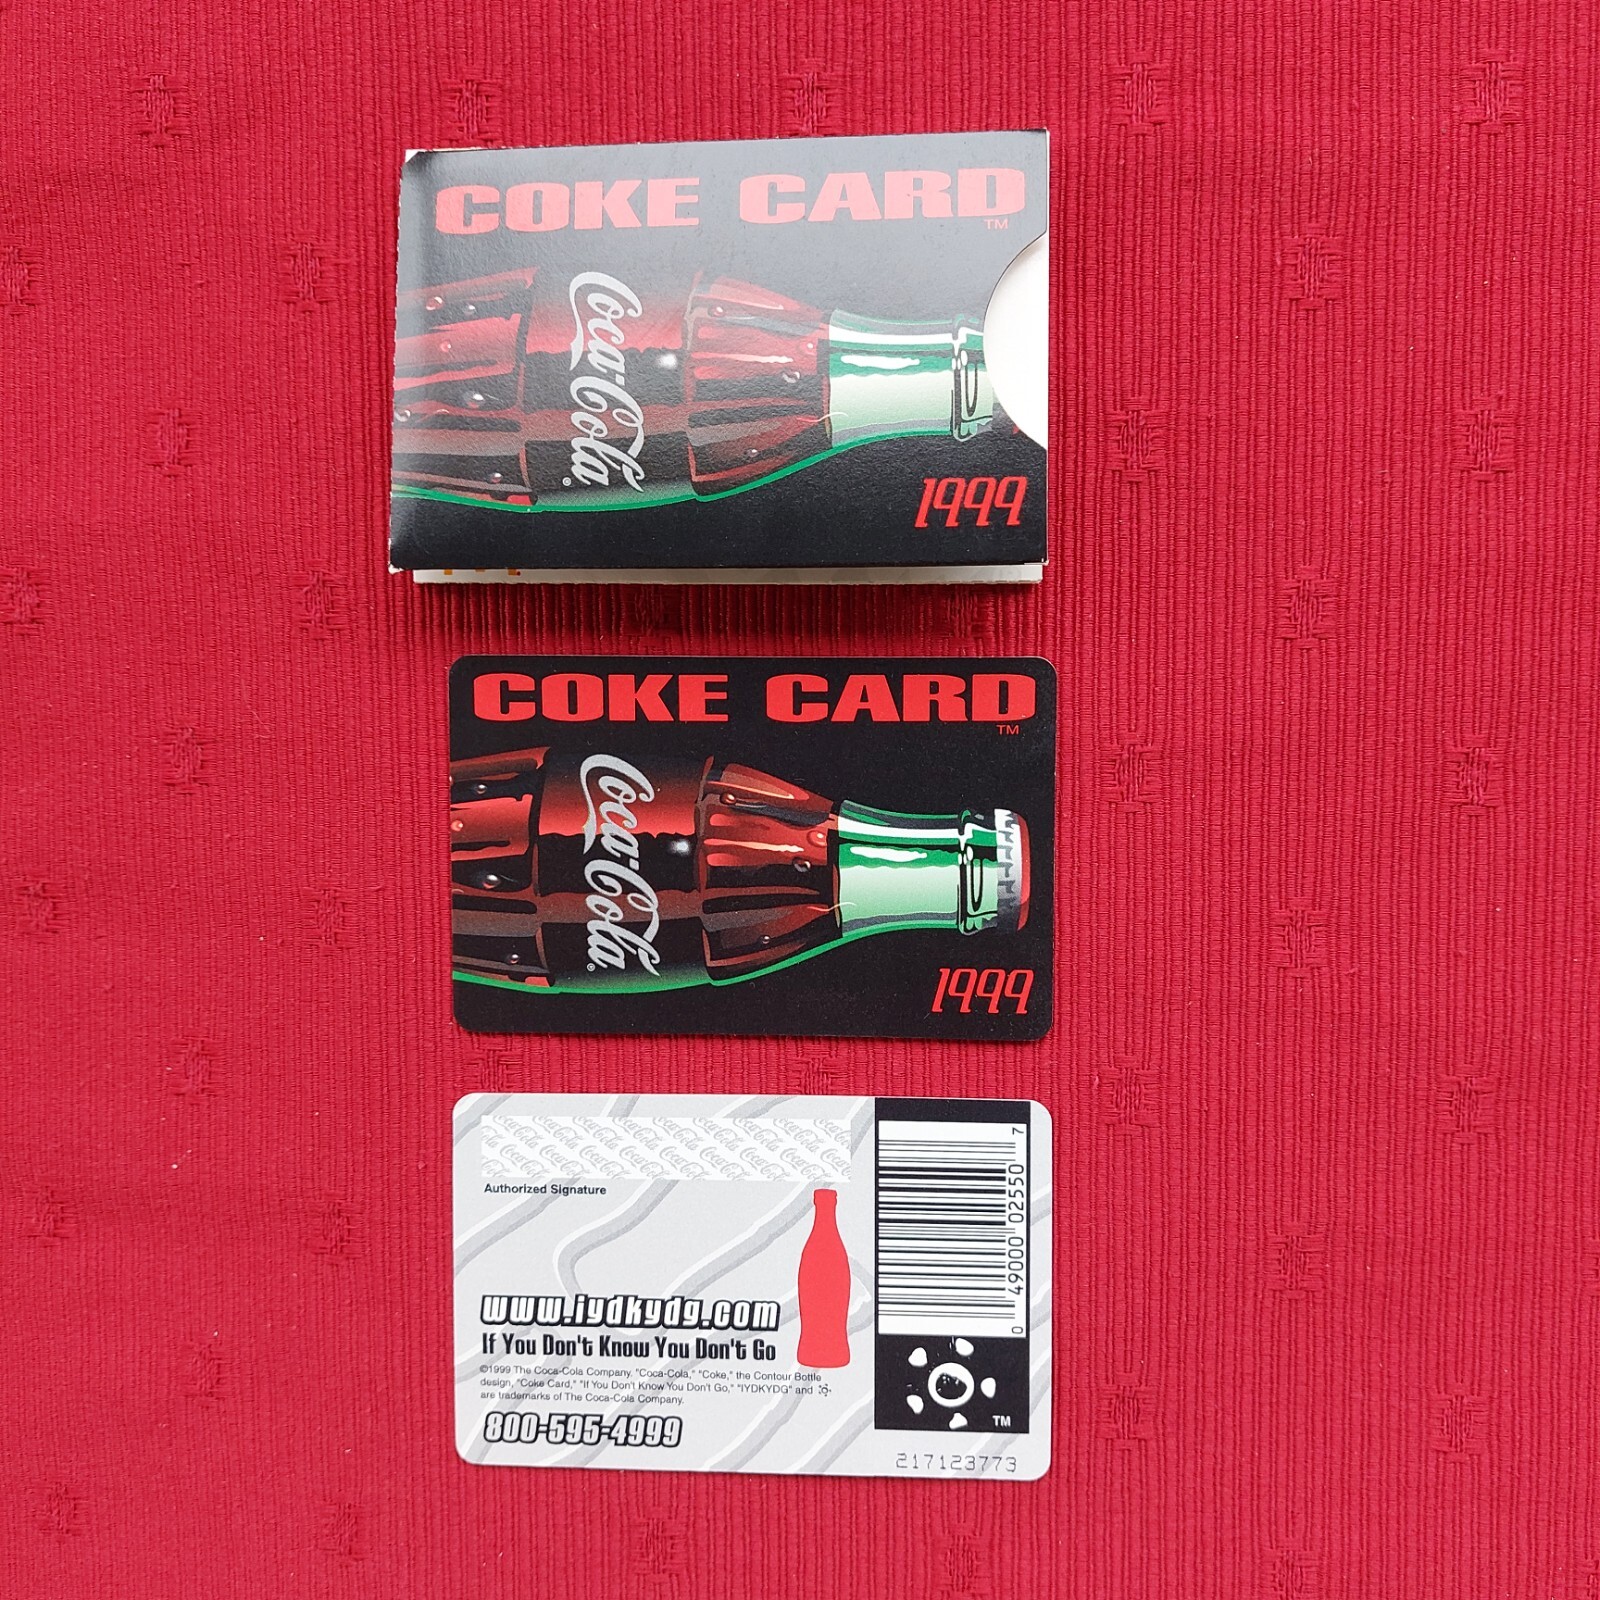 COKE CARD
TM
Coca-Cola
®
1999
COKE CARD
TM
Coca-Cola
®
1999
Authorized Signature
www.iydkydg.com
If You Don't Know You Don't Go
©1999 The Coca-Cola Company. "Coca-Cola," "Coke," the Contour Bottle
design, "Coke Card," "If You Don't Know You Don't Go," "IYDKYDG" and
are trademarks of The Coca-Cola Company.
800-595-4999
0 49000 02550 7
TM
217123773